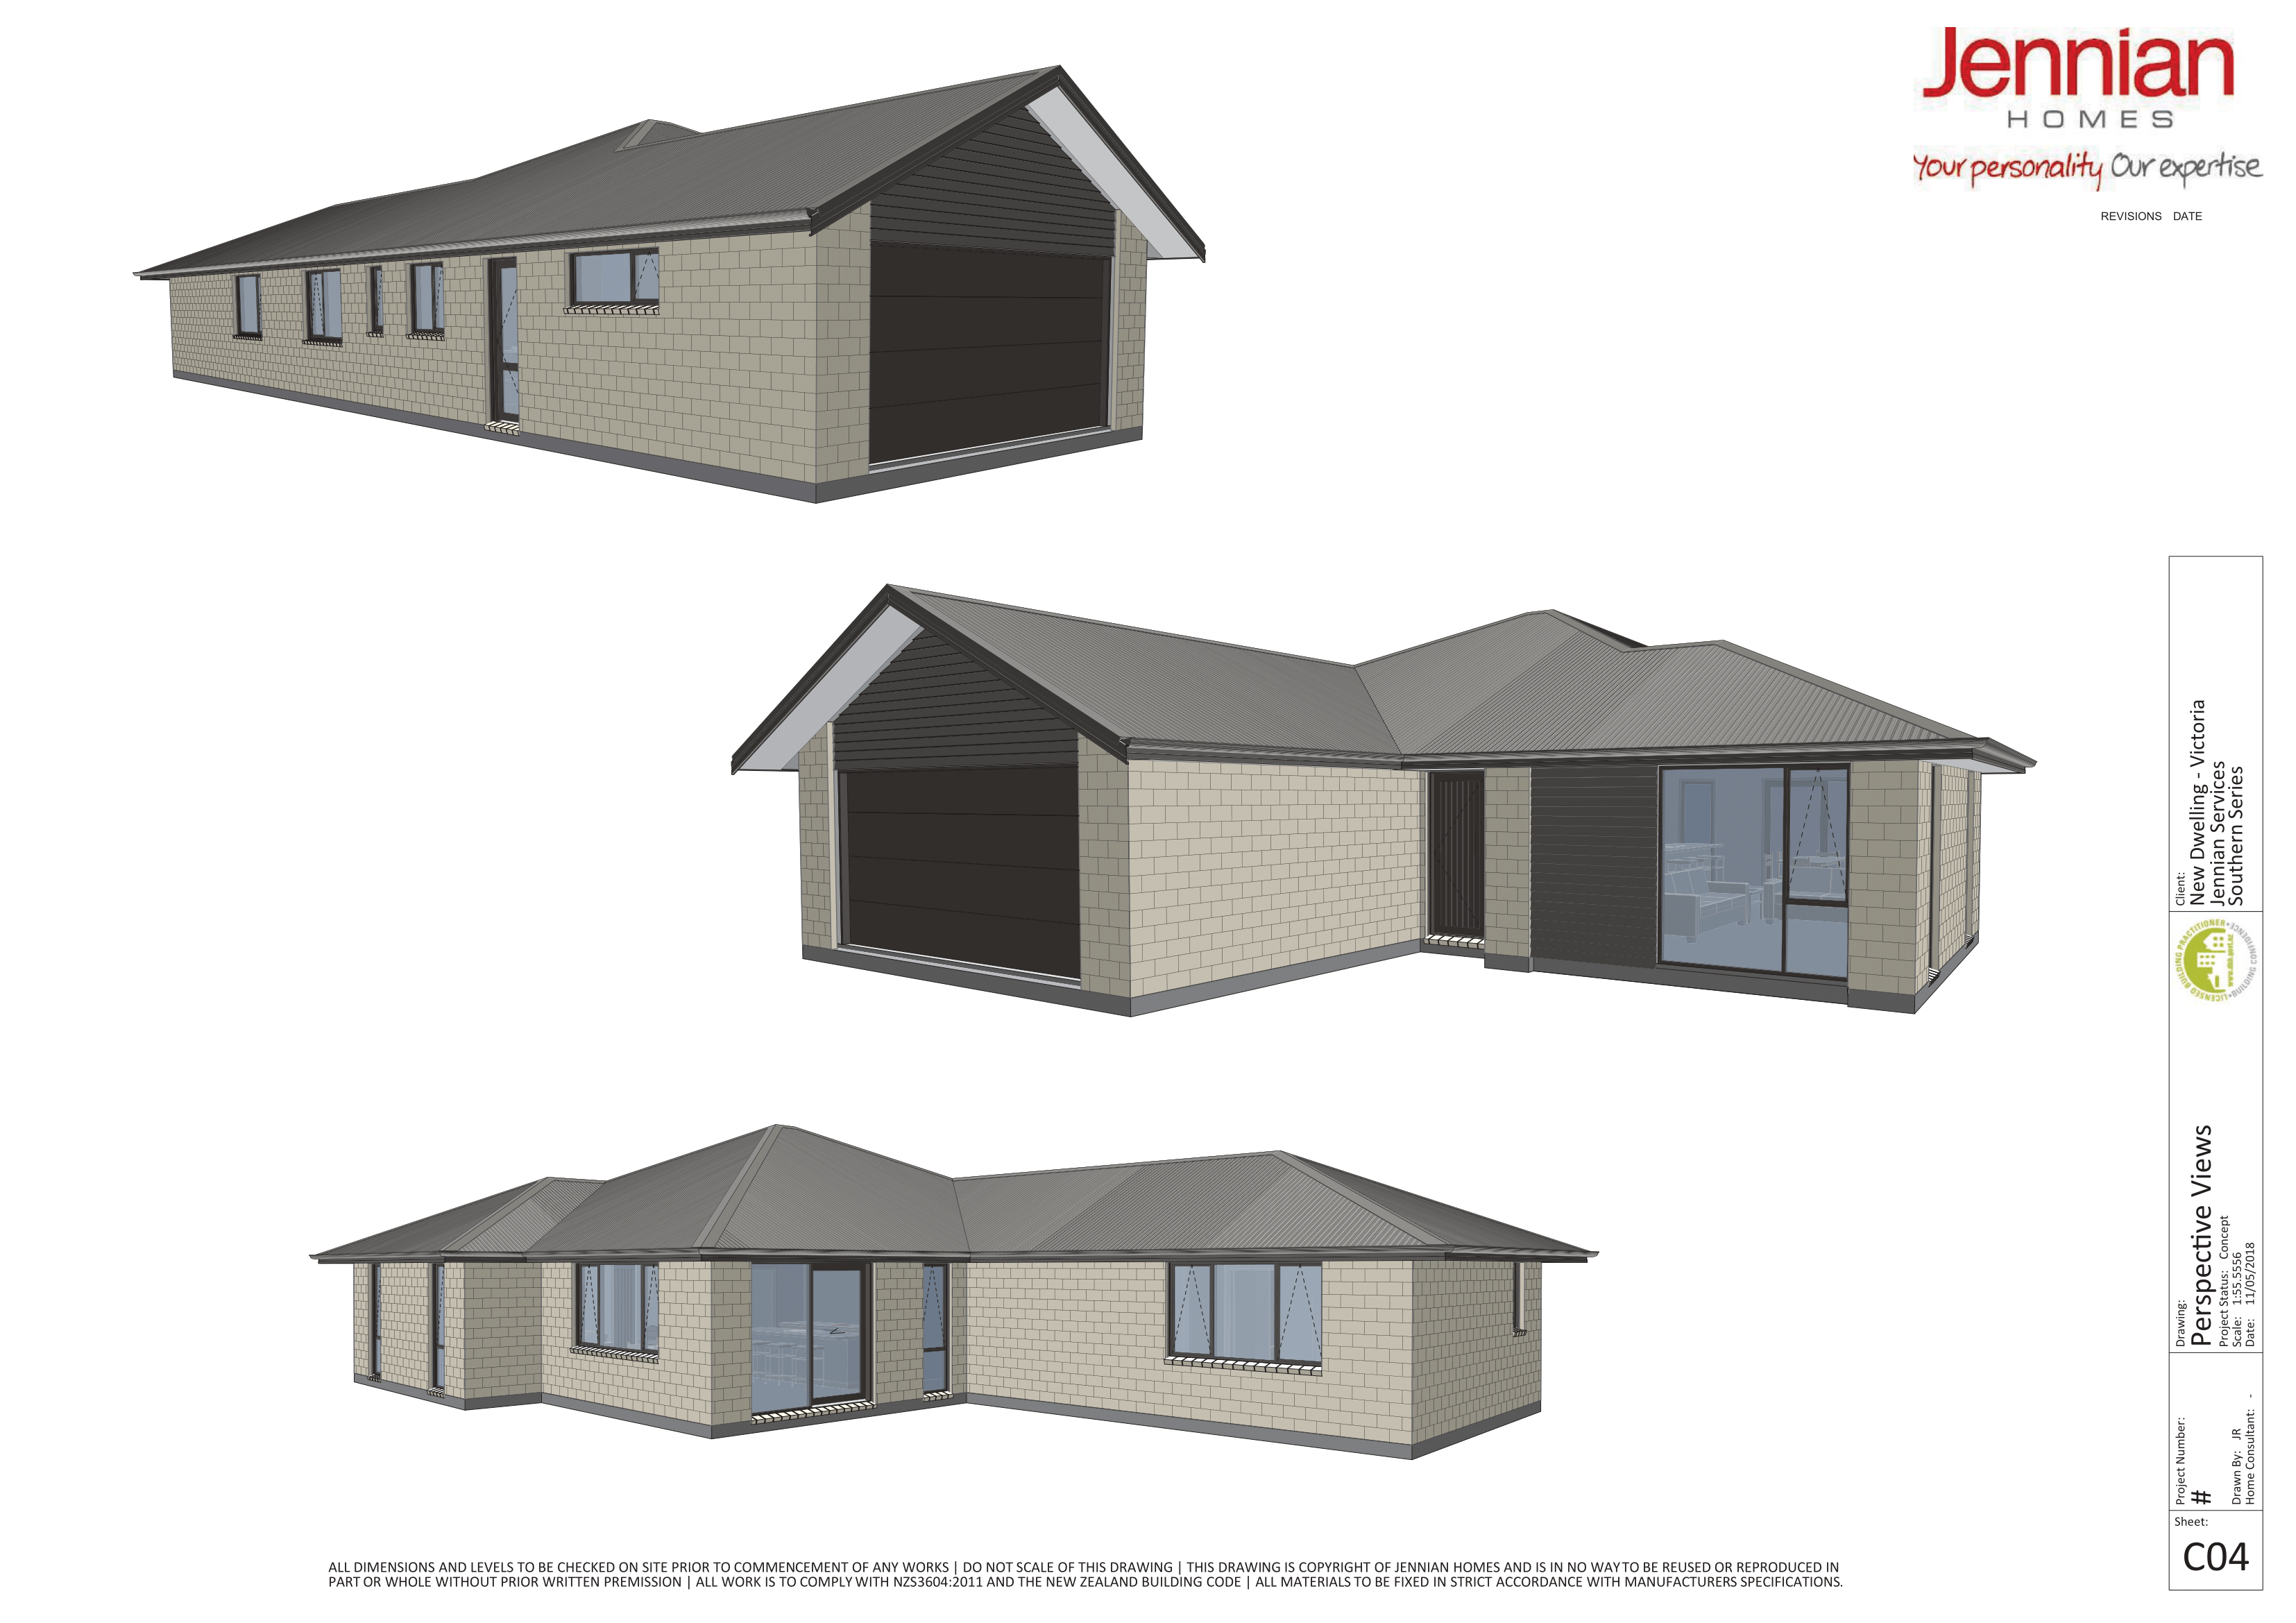 Jennian
HOMES
Your personality Our expertise
REVISIONS DATE
Client:
New Dwelling - Victoria
Jennian Services
Southern Series
LICENSED BUILDING PRACTITIONER • BUILDING CONFIDENCE •
www.dbh.govt.nz
Drawing:
Perspective Views
Project Status: Concept
Scale: 1:55.5556
Date: 11/05/2018
Project Number:
#
Drawn By: JR
Home Consultant: -
Sheet:
C04
ALL DIMENSIONS AND LEVELS TO BE CHECKED ON SITE PRIOR TO COMMENCEMENT OF ANY WORKS | DO NOT SCALE OF THIS DRAWING | THIS DRAWING IS COPYRIGHT OF JENNIAN HOMES AND IS IN NO WAY TO BE REUSED OR REPRODUCED IN
PART OR WHOLE WITHOUT PRIOR WRITTEN PREMISSION | ALL WORK IS TO COMPLY WITH NZS3604:2011 AND THE NEW ZEALAND BUILDING CODE | ALL MATERIALS TO BE FIXED IN STRICT ACCORDANCE WITH MANUFACTURERS SPECIFICATIONS.